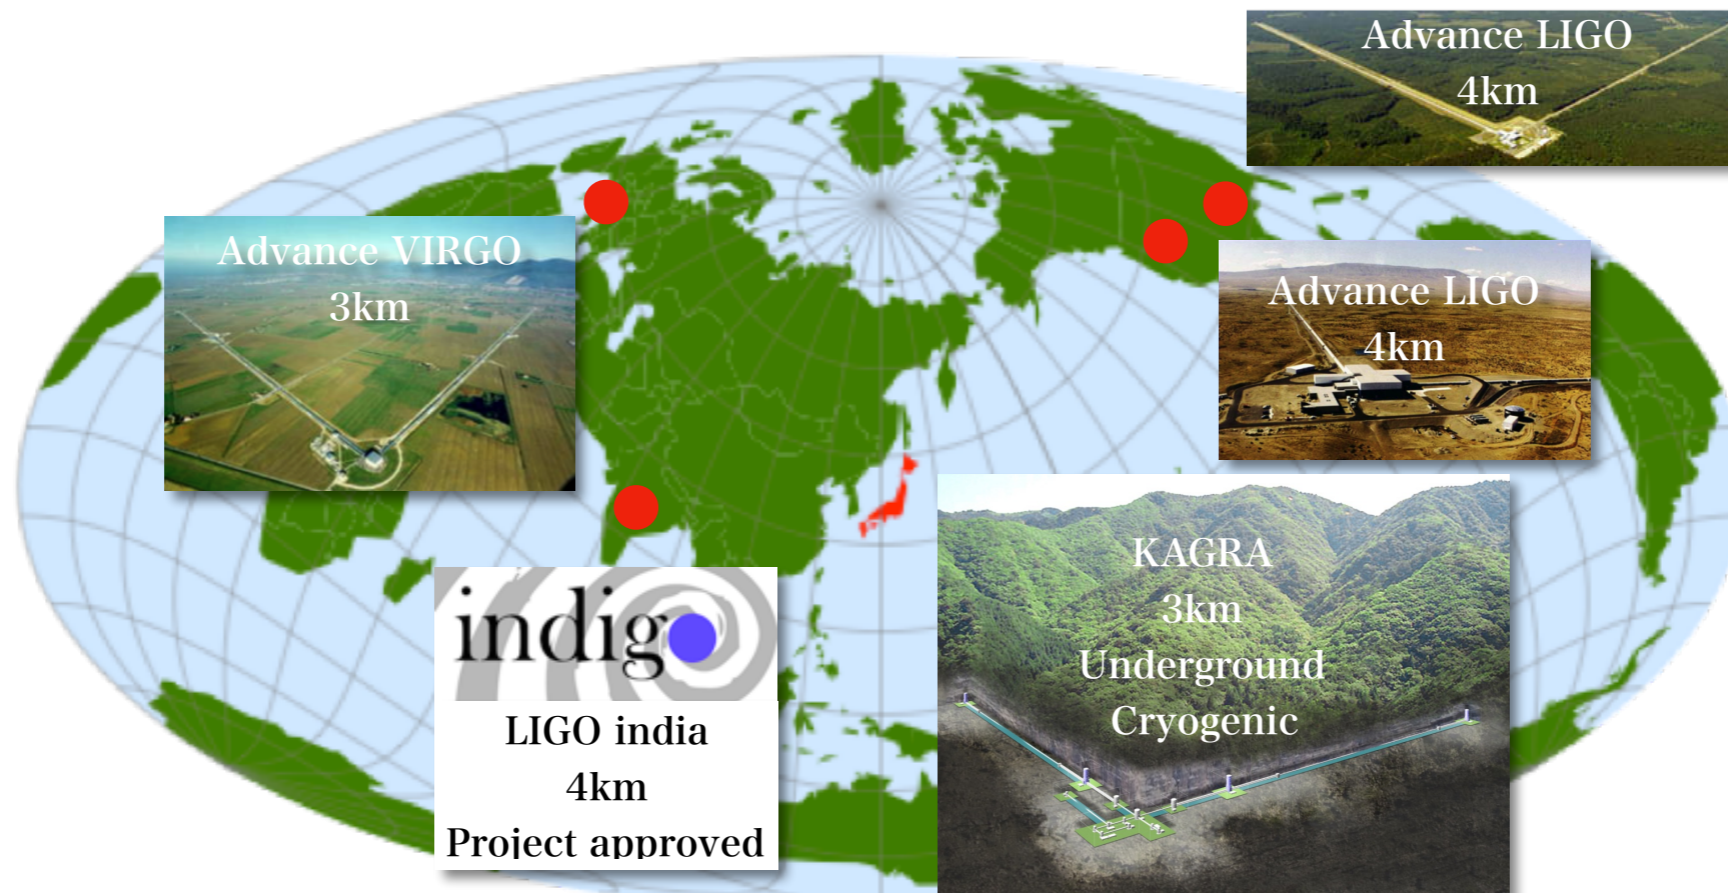 Advance LIGO
4km
Advance VIRGO
3km
Advance LIGO
4km
KAGRA
3km
Underground
Cryogenic
indigo
LIGO india
4km
Project approved